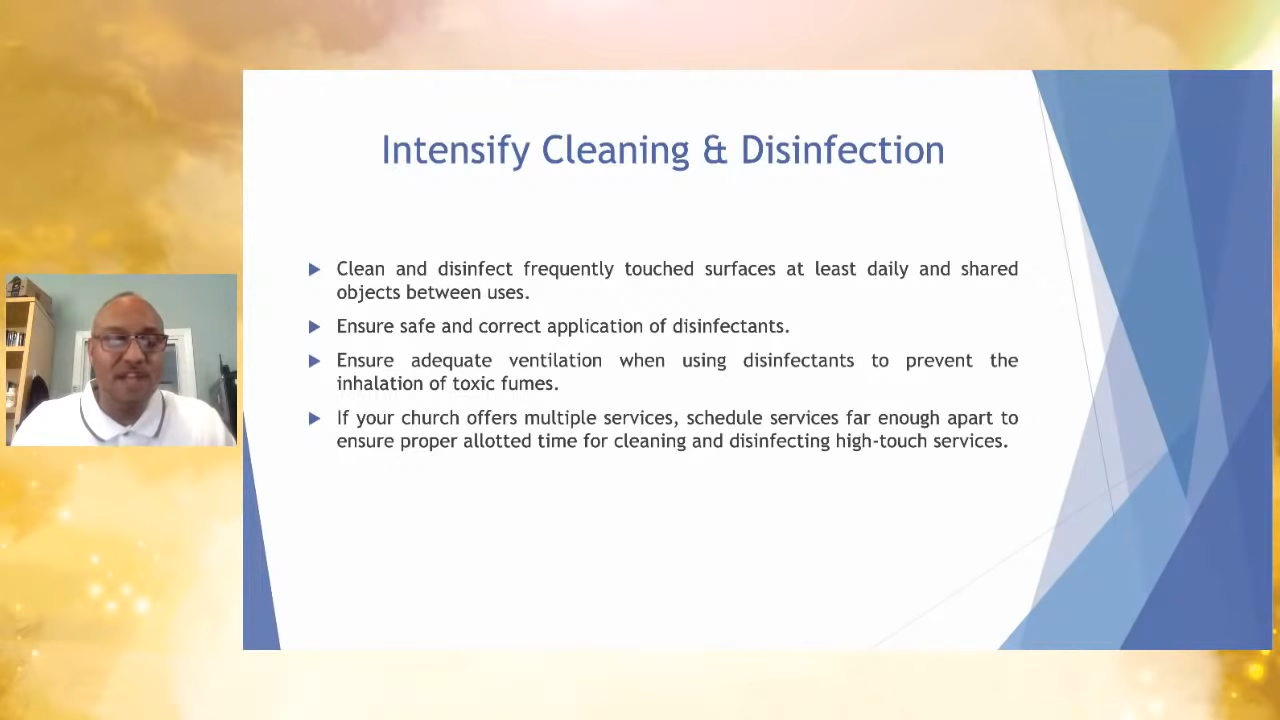 Intensify Cleaning & Disinfection
Clean and disinfect frequently touched surfaces at least daily and shared
objects between uses.
Ensure safe and correct application of disinfectants.
Ensure adequate ventilation when using disinfectants to prevent the
inhalation of toxic fumes.
If your church offers multiple services, schedule services far enough apart to
ensure proper allotted time for cleaning and disinfecting high-touch services.